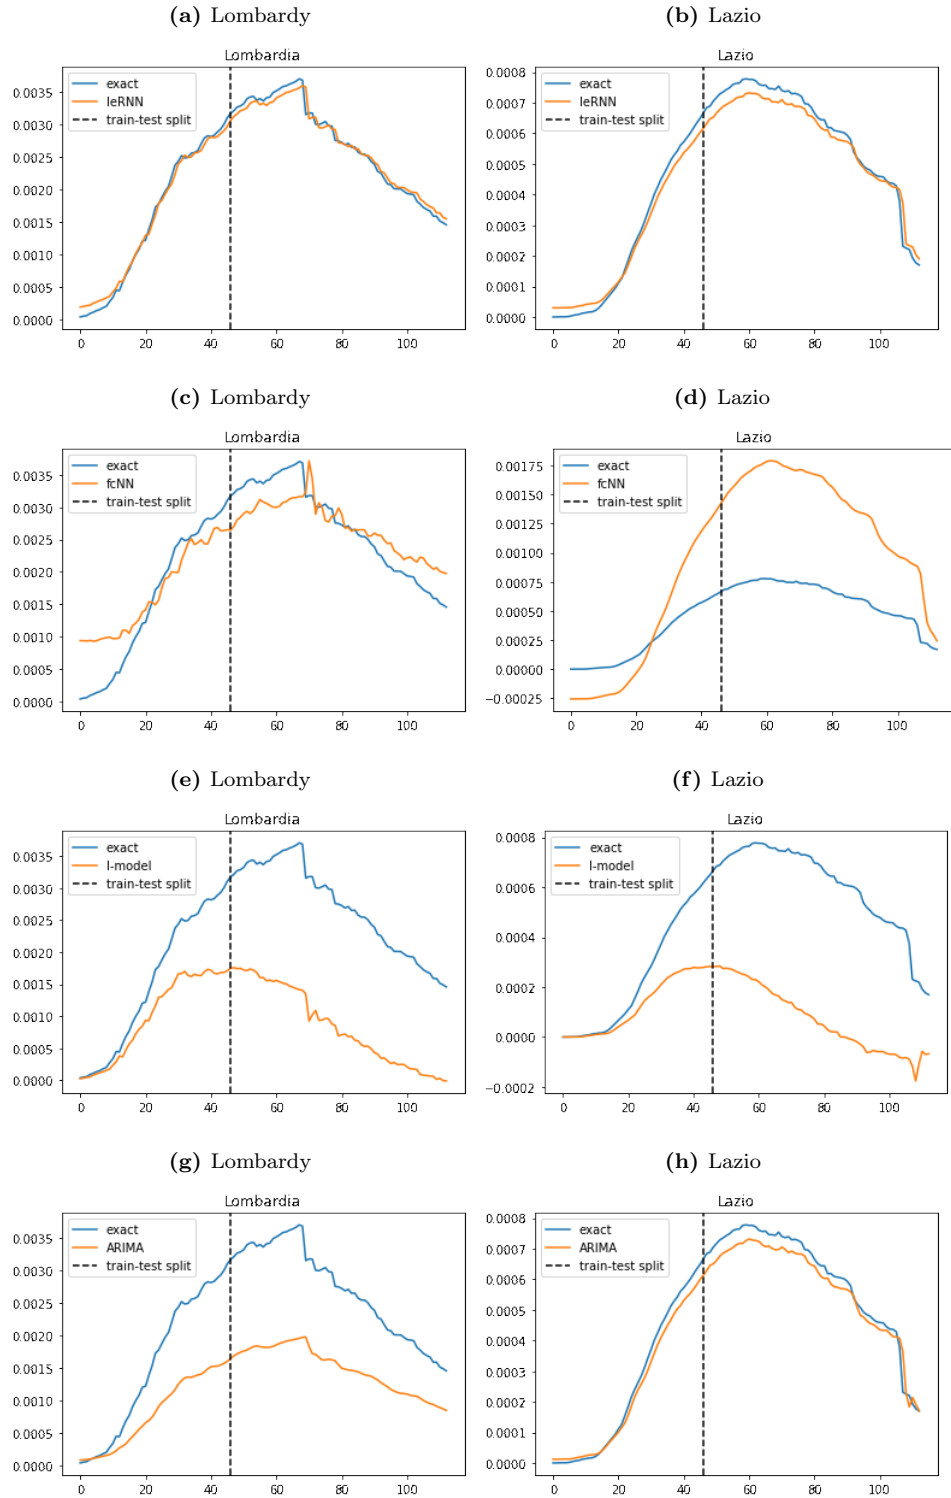 (a) Lombardy
(b) Lazio
Lombardia
exact
leRNN
train-test split
0.0035
0.0030
0.0025
0.0020
0.0015
0.0010
0.0005
0.0000
0 20 40 60 80 100
Lazio
exact
leRNN
train-test split
0.0008
0.0007
0.0006
0.0005
0.0004
0.0003
0.0002
0.0001
0.0000
0 20 40 60 80 100
(c) Lombardy
(d) Lazio
Lombardia
exact
fcNN
train-test split
0.0035
0.0030
0.0025
0.0020
0.0015
0.0010
0.0005
0.0000
0 20 40 60 80 100
Lazio
exact
fcNN
train-test split
0.00175
0.00150
0.00125
0.00100
0.00075
0.00050
0.00025
0.00000
−0.00025
0 20 40 60 80 100
(e) Lombardy
(f) Lazio
Lombardia
exact
I-model
train-test split
0.0035
0.0030
0.0025
0.0020
0.0015
0.0010
0.0005
0.0000
0 20 40 60 80 100
Lazio
exact
I-model
train-test split
0.0008
0.0006
0.0004
0.0002
0.0000
−0.0002
0 20 40 60 80 100
(g) Lombardy
(h) Lazio
Lombardia
exact
ARIMA
train-test split
0.0035
0.0030
0.0025
0.0020
0.0015
0.0010
0.0005
0.0000
0 20 40 60 80 100
Lazio
exact
ARIMA
train-test split
0.0008
0.0007
0.0006
0.0005
0.0004
0.0003
0.0002
0.0001
0.0000
0 20 40 60 80 100